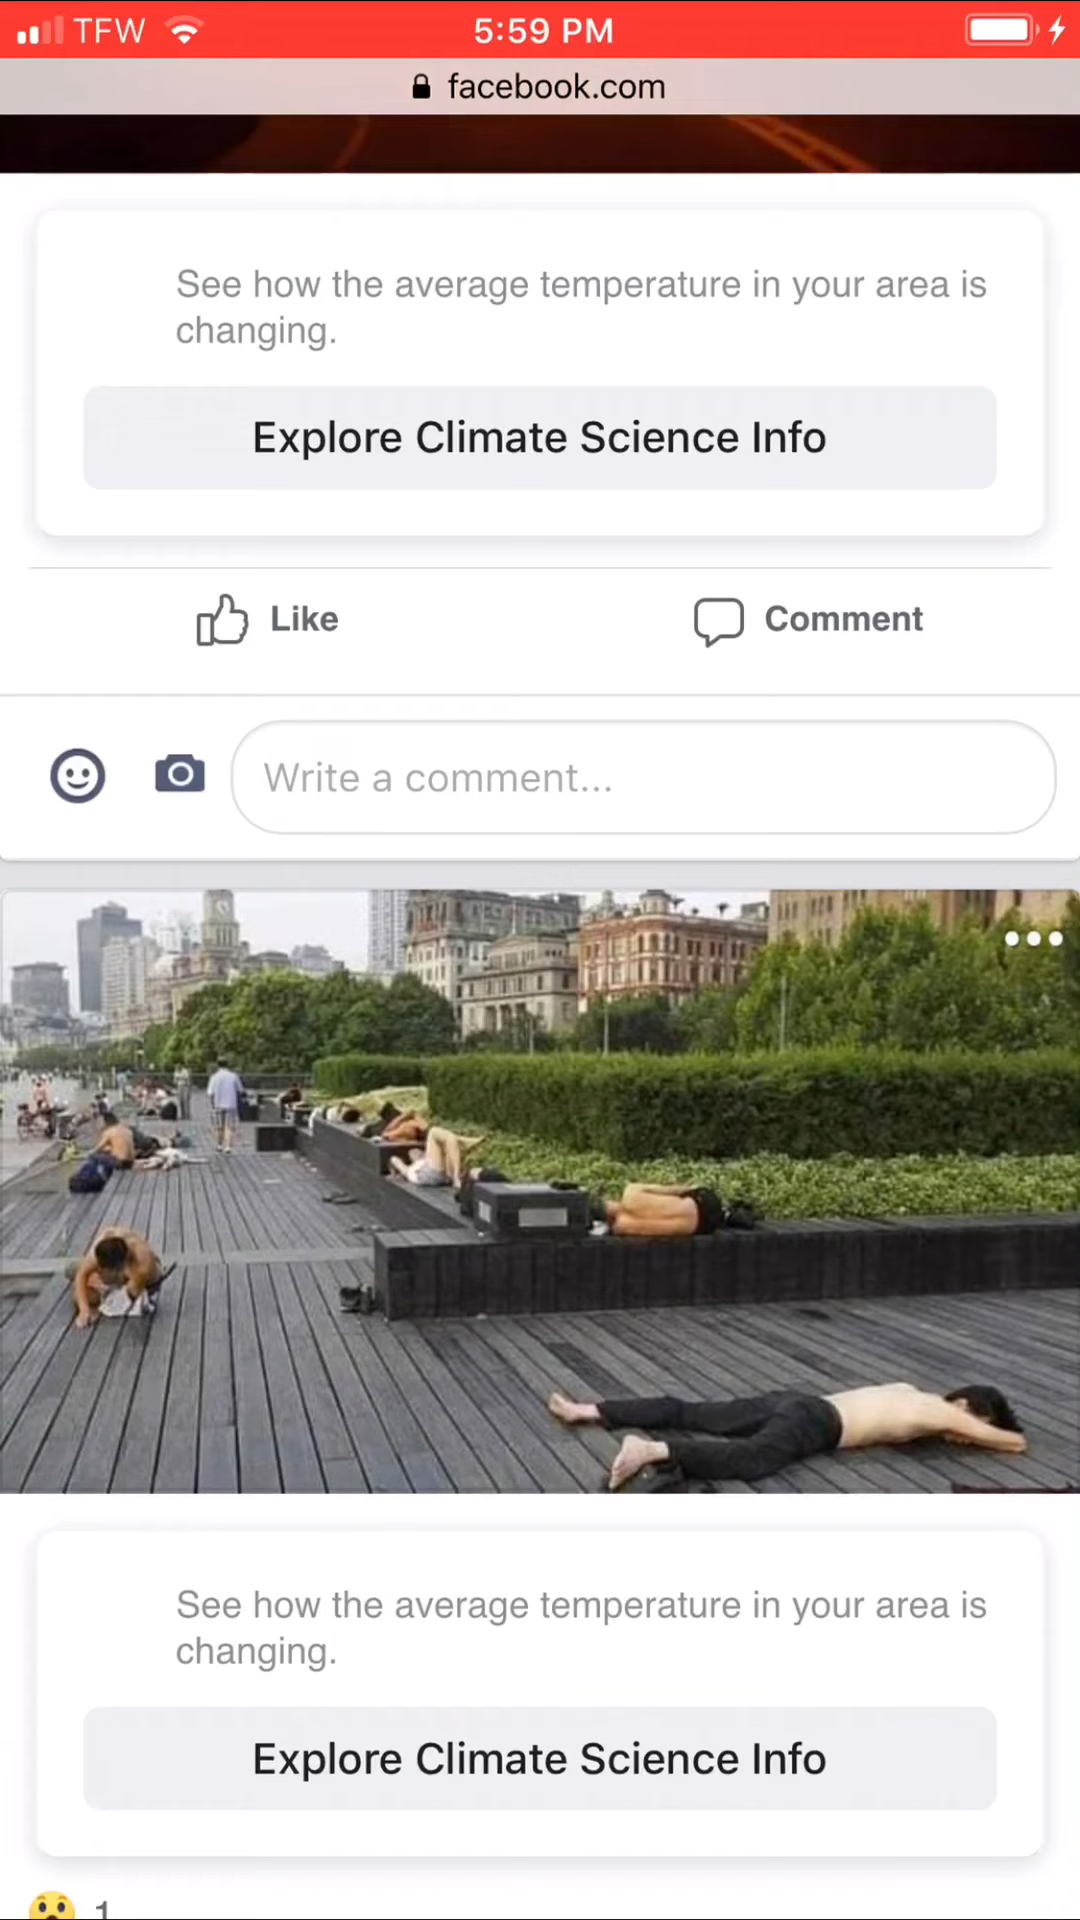 TFW 5:59 PM
facebook.com
See how the average temperature in your area is
changing.
Explore Climate Science Info
Like Comment
Write a comment...
See how the average temperature in your area is
changing.
Explore Climate Science Info
1